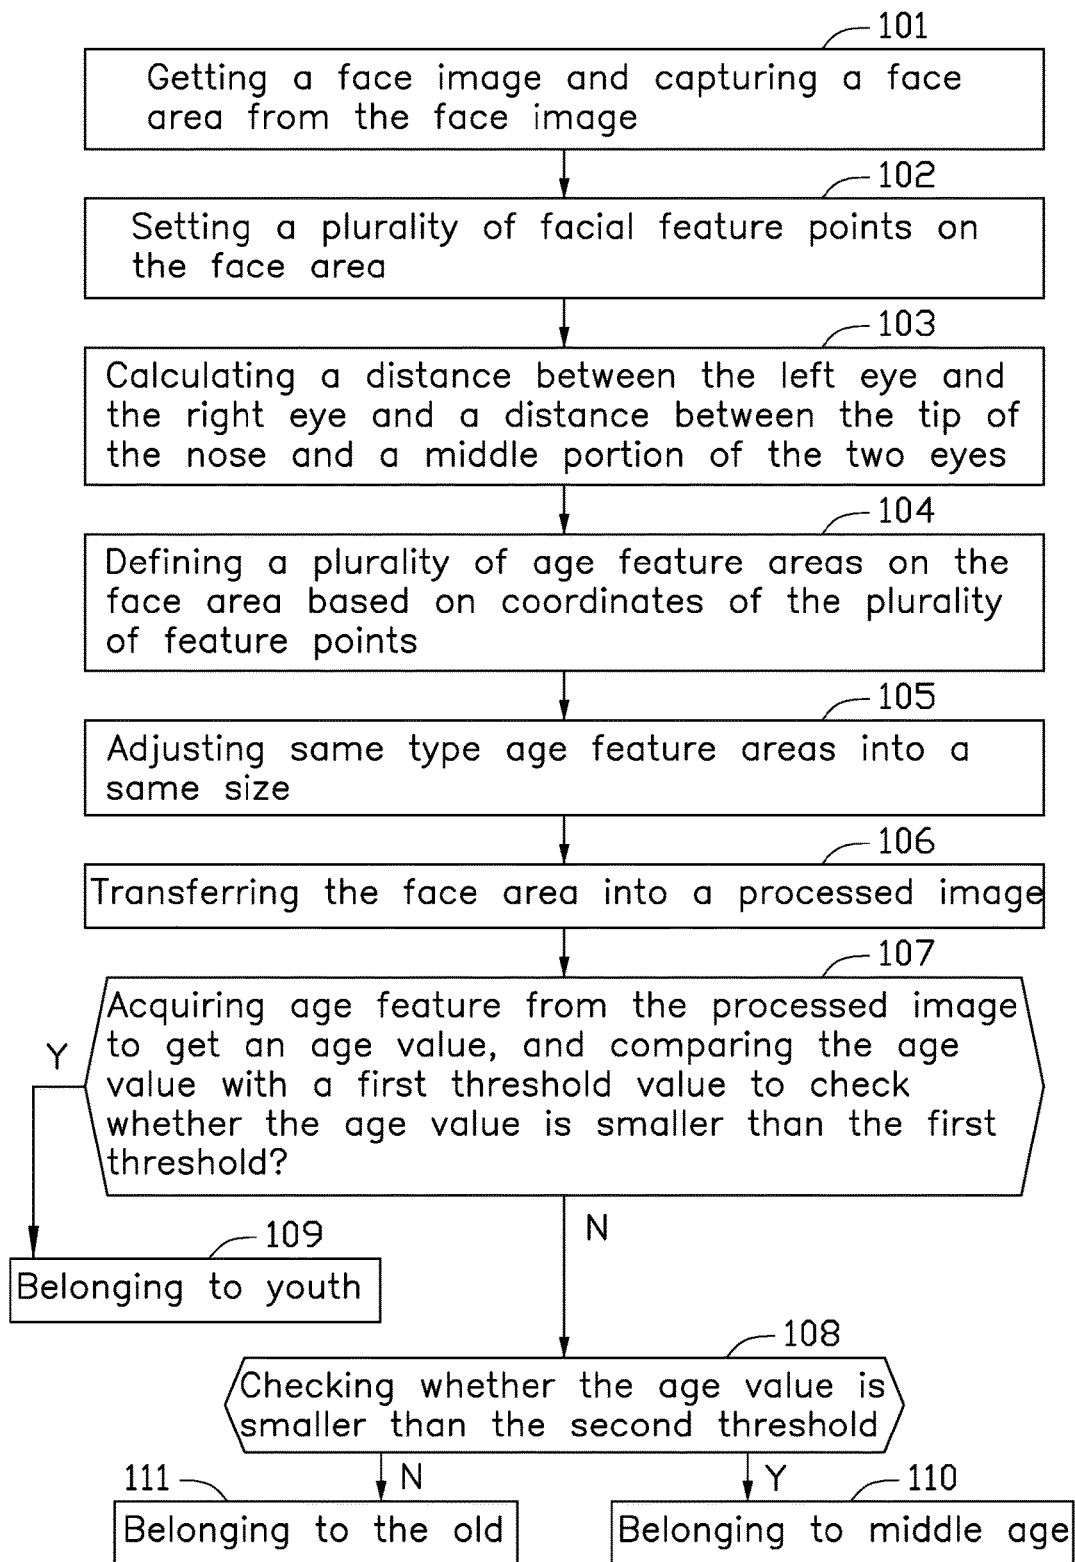 101
Getting a face image and capturing a face
area from the face image
102
Setting a plurality of facial feature points on
the face area
103
Calculating a distance between the left eye and
the right eye and a distance between the tip of
the nose and a middle portion of the two eyes
104
Defining a plurality of age feature areas on the
face area based on coordinates of the plurality
of feature points
105
Adjusting same type age feature areas into a
same size
106
Transferring the face area into a processed image
107
Acquiring age feature from the processed image
to get an age value, and comparing the age
value with a first threshold value to check
whether the age value is smaller than the first
threshold?
Y
N
109
Belonging to youth
108
Checking whether the age value is
smaller than the second threshold
N
Y
111
Belonging to the old
110
Belonging to middle age